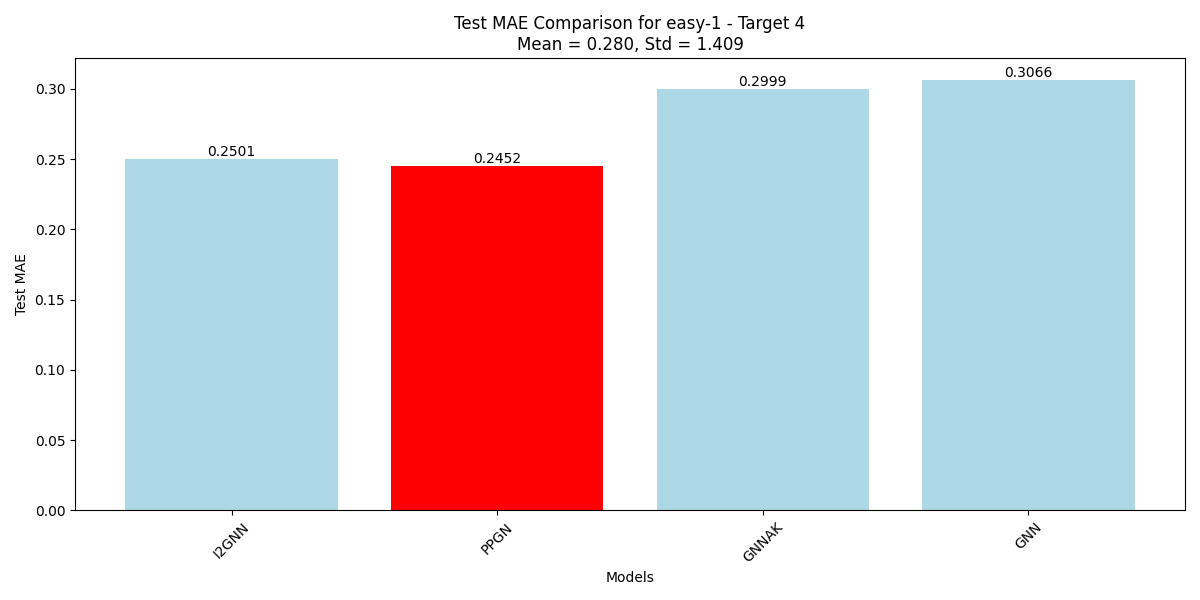 Test MAE Comparison for easy-1 - Target 4
Mean = 0.280, Std = 1.409
Test MAE
0.30
0.25
0.20
0.15
0.10
0.05
0.00
0.2501
0.2452
0.2999
0.3066
I2GNN
PPGN
GNNAK
GNN
Models